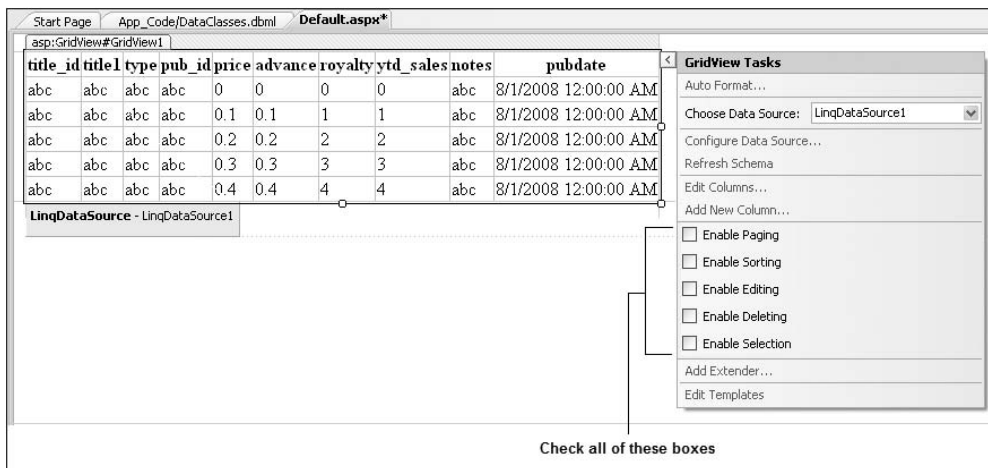 Start Page App_Code/DataClasses.dbml Default.aspx*
asp:GridView#GridView1
title_id title1 type pub_id price advance royalty ytd_sales notes pubdate
abc abc abc abc 0 0 0 0 abc 8/1/2008 12:00:00 AM
abc abc abc abc 0.1 0.1 1 1 abc 8/1/2008 12:00:00 AM
abc abc abc abc 0.2 0.2 2 2 abc 8/1/2008 12:00:00 AM
abc abc abc abc 0.3 0.3 3 3 abc 8/1/2008 12:00:00 AM
abc abc abc abc 0.4 0.4 4 4 abc 8/1/2008 12:00:00 AM
LinqDataSource - LinqDataSource1
GridView Tasks
Auto Format...
Choose Data Source: LinqDataSource1
Configure Data Source...
Refresh Schema
Edit Columns...
Add New Column...
Enable Paging
Enable Sorting
Enable Editing
Enable Deleting
Enable Selection
Add Extender...
Edit Templates
Check all of these boxes